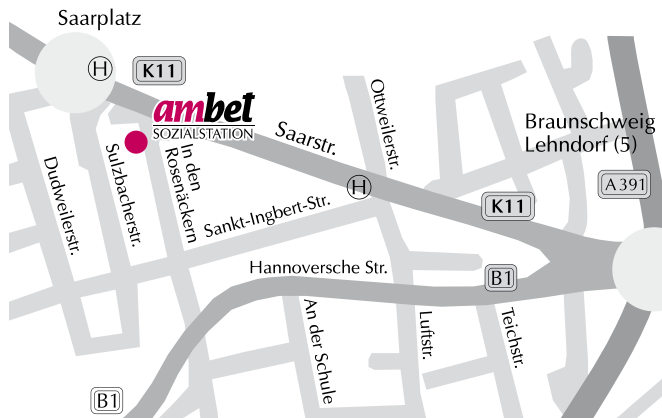 Saarplatz
H
K11
ambet
SOZIALSTATION
Saarstr.
Ottweilerstr.
Braunschweig
Lehndorf (5)
A 391
Dudweilerstr.
Sulzbacherstr.
In den
Rosenäckern
H
K11
Sankt-Ingbert-Str.
Hannoversche Str.
B1
An der Schule
Luftstr.
Teichstr.
B1